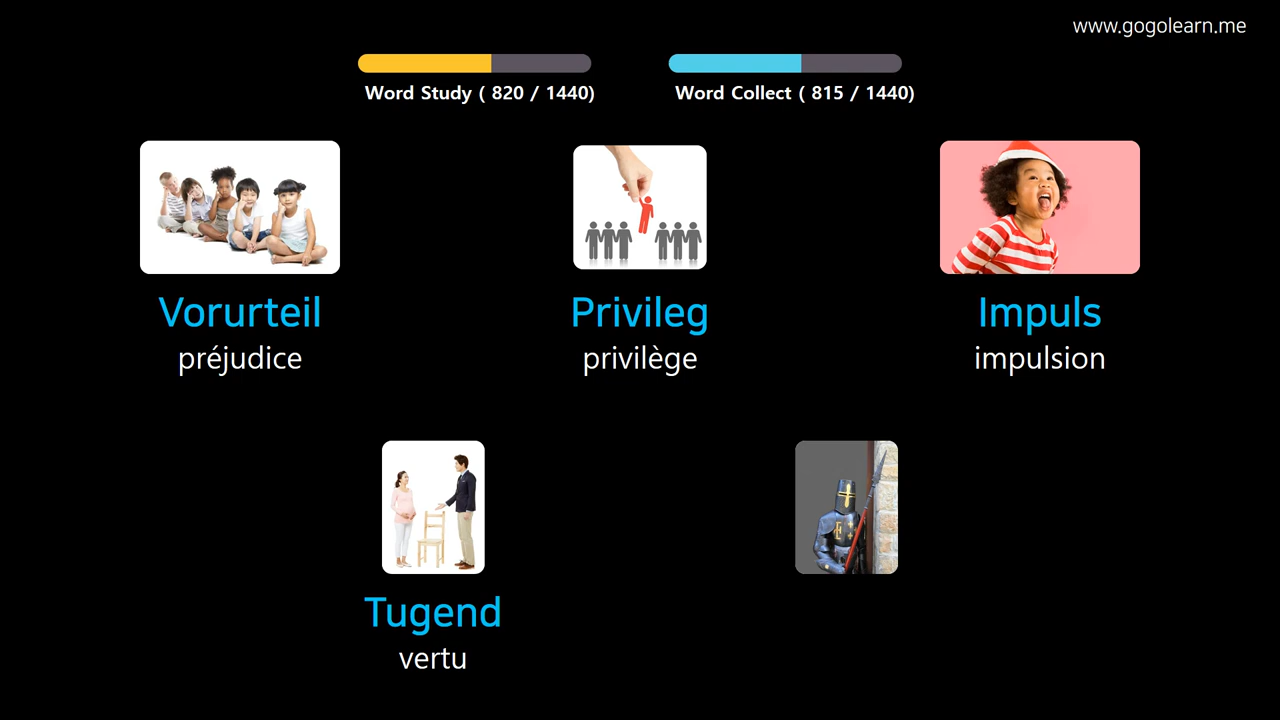 www.gogolearn.me
Word Study ( 820 / 1440)
Word Collect ( 815 / 1440)
Vorurteil
préjudice
Privileg
privilège
Impuls
impulsion
Tugend
vertu